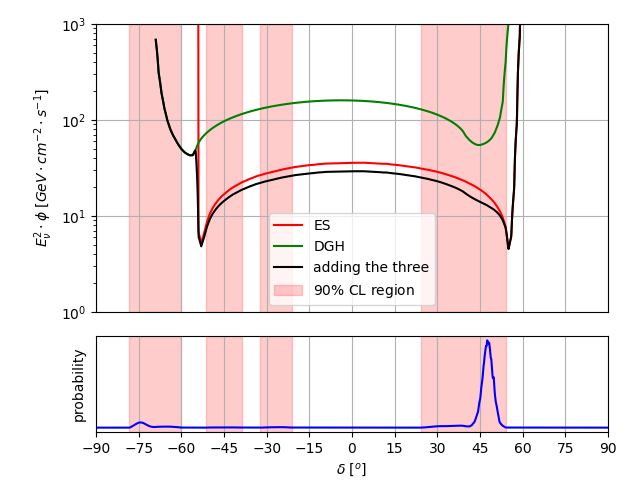 10³
10²
10¹
10⁰
E²ᵥ · ϕ [GeV · cm⁻² · s⁻¹]
ES
DGH
adding the three
90% CL region
probability
−90 −75 −60 −45 −30 −15 0 15 30 45 60 75 90
δ [°]